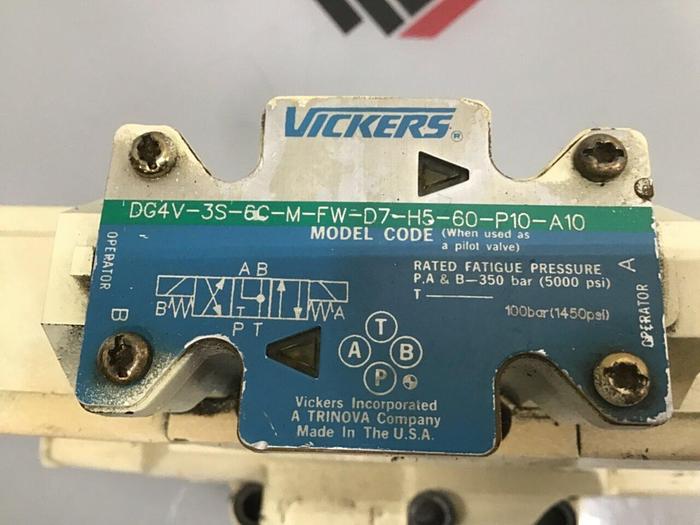 VICKERS®
DG4V-3S-6C-M-FW-D7-H5-60-P10-A10
MODEL CODE (When used as a pilot valve)
OPERATOR B
A B
B A
T
P T
RATED FATIGUE PRESSURE
P.A & B-350 bar (5000 psi)
T
100bar(1450psi)
OPERATOR A
T
A B
P
Vickers Incorporated
A TRINOVA Company
Made In The U.S.A.